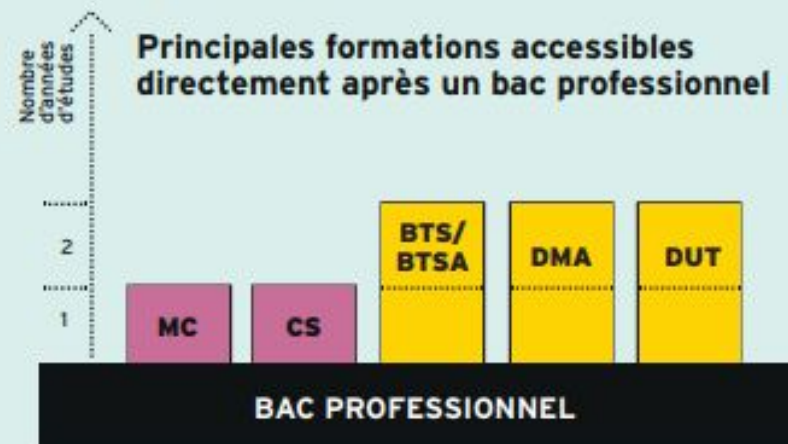 Nombre
d'années
d'études
Principales formations accessibles
directement après un bac professionnel
2
1
MC
CS
BTS/
BTSA
DMA
DUT
BAC PROFESSIONNEL